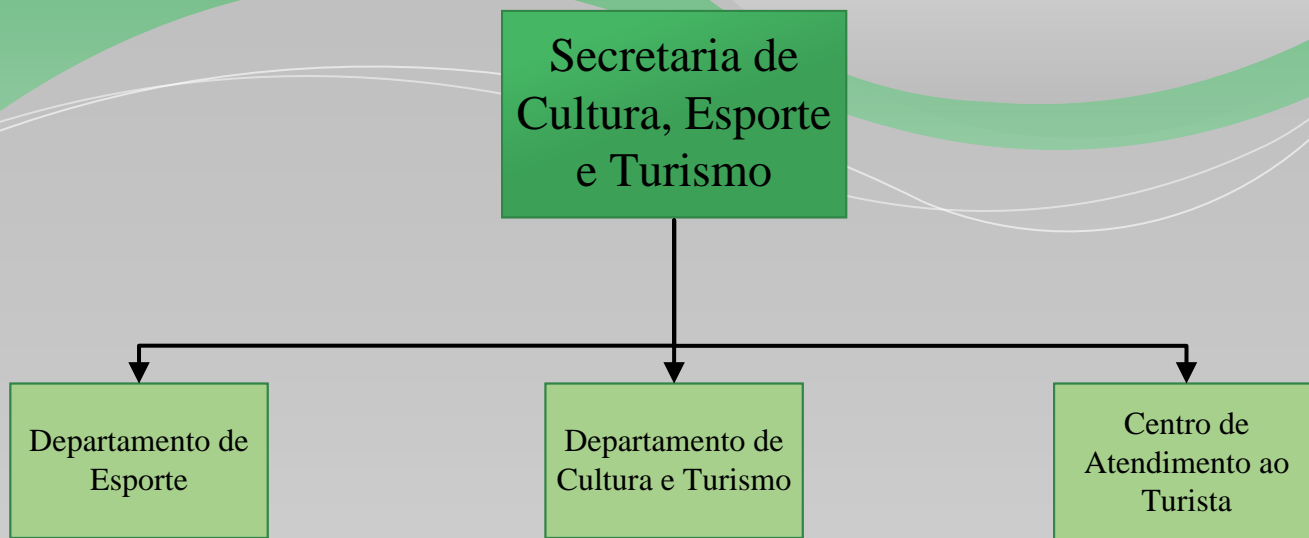 Secretaria de
Cultura, Esporte
e Turismo
Departamento de
Esporte
Departamento de
Cultura e Turismo
Centro de
Atendimento ao
Turista